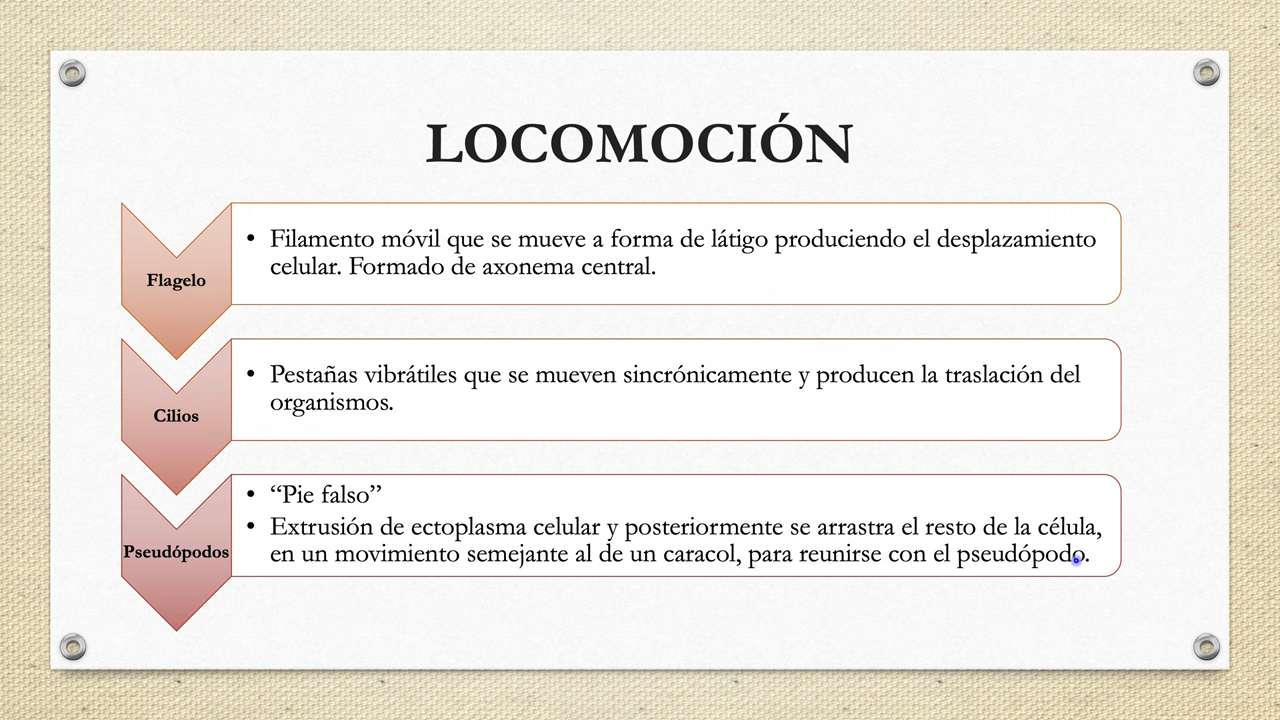 LOCOMOCIÓN
Flagelo
• Filamento móvil que se mueve a forma de látigo produciendo el desplazamiento
celular. Formado de axonema central.
Cilios
• Pestañas vibrátiles que se mueven sincrónicamente y producen la traslación del
organismos.
Pseudópodos
• “Pie falso”
• Extrusión de ectoplasma celular y posteriormente se arrastra el resto de la célula,
en un movimiento semejante al de un caracol, para reunirse con el pseudópodo.